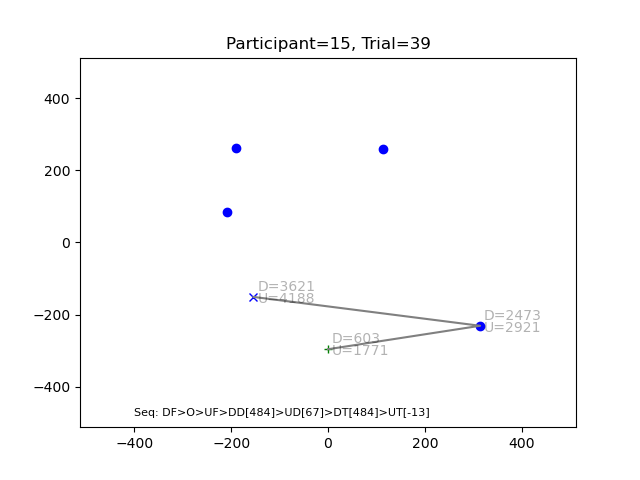 Participant=15, Trial=39
400
200
0
−200
−400
D=3621
U=4188
D=2473
U=2921
D=603
U=1771
Seq: DF>O>UF>DD[484]>UD[67]>DT[484]>UT[-13]
−400 −200 0 200 400